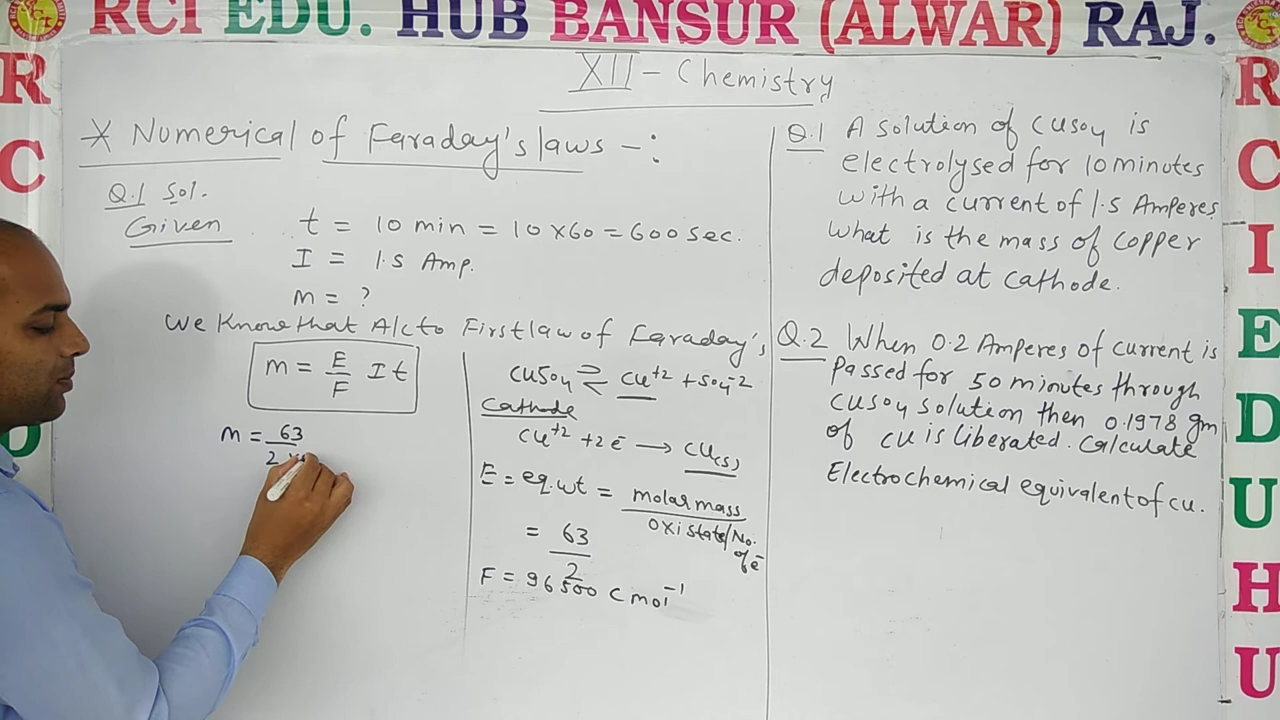 RCI EDU. HUB BANSUR (ALWAR) RAJ.
XII - Chemistry
* Numerical of Faraday's laws -:
Q.1 Sol.
Given
t = 10 min = 10 x 60 = 600 Sec.
I = 1.5 Amp.
m = ?
We Know that A/c to First law of Faraday's
m = E/F I t
m = 63
2
CuSO4 ⇌ Cu+2 + SO4-2
Cathode
Cu+2 + 2e- → Cu(s)
E = eq.wt = molar mass / oxi state/No. of e-
= 63/2
F = 96500 C mol-1
Q.1 A Solution of CuSO4 is
electrolysed for 10 minutes
with a current of 1.5 Amperes
what is the mass of Copper
deposited at cathode.
Q.2 When 0.2 Amperes of current is
Passed for 50 minutes through
CuSO4 solution then 0.1978 gm
of Cu is liberated. Calculate
Electrochemical equivalent of Cu.
R
C
D
R
C
I
E
D
U
H
U